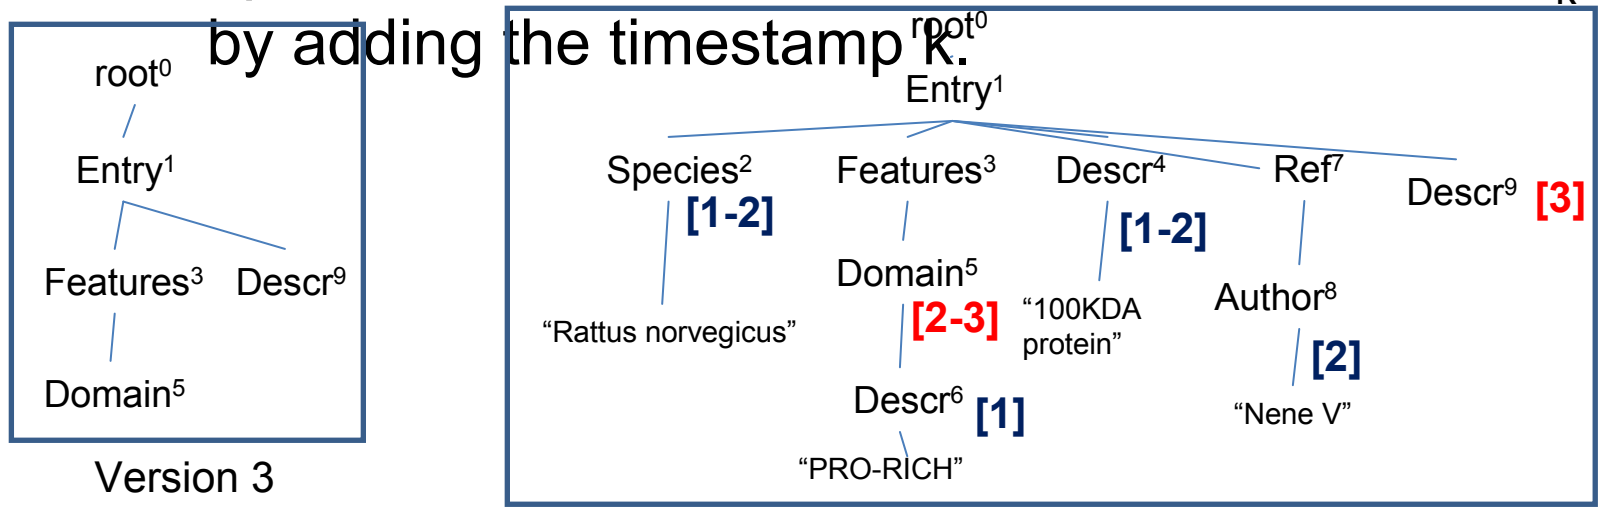 k
by adding the timestamp k.
root⁰
Entry¹
Features³ Descr⁹
Domain⁵
Version 3
root⁰
Entry¹
Species² Features³ Descr⁴ Ref⁷ Descr⁹ [3]
[1-2] [1-2]
Domain⁵ Author⁸
"Rattus norvegicus" [2-3] “100KDA
protein” [2]
Descr⁶ [1] “Nene V”
“PRO-RICH”